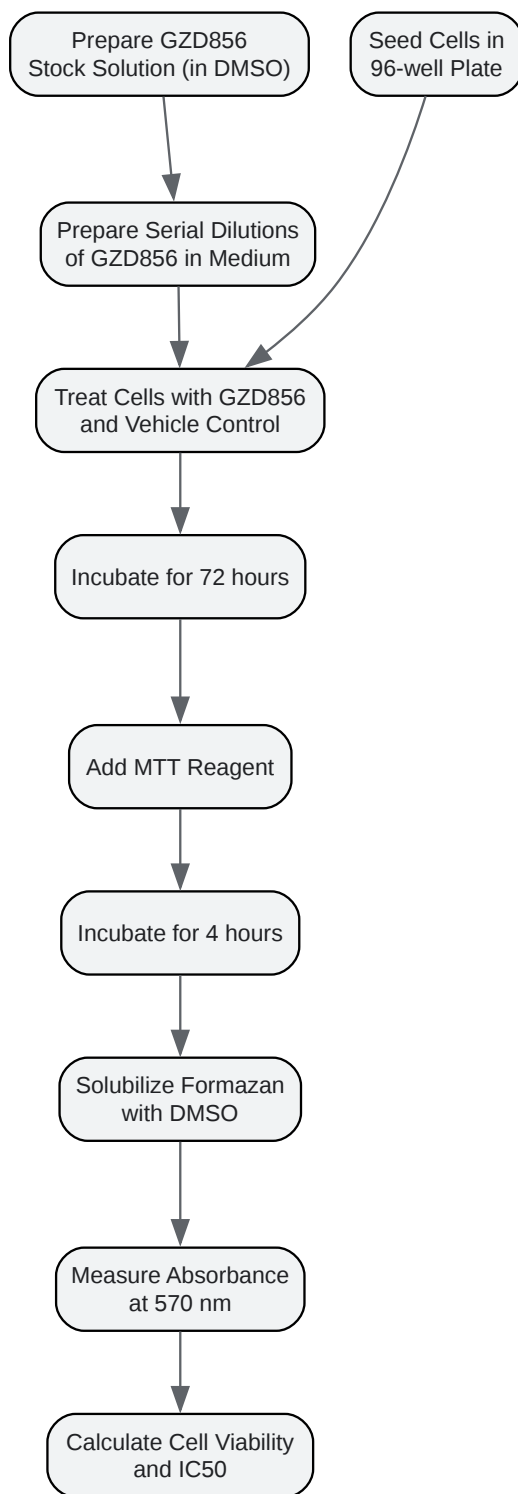 Prepare GZD856
Stock Solution (in DMSO)
Seed Cells in
96-well Plate
Prepare Serial Dilutions
of GZD856 in Medium
Treat Cells with GZD856
and Vehicle Control
Incubate for 72 hours
Add MTT Reagent
Incubate for 4 hours
Solubilize Formazan
with DMSO
Measure Absorbance
at 570 nm
Calculate Cell Viability
and IC50